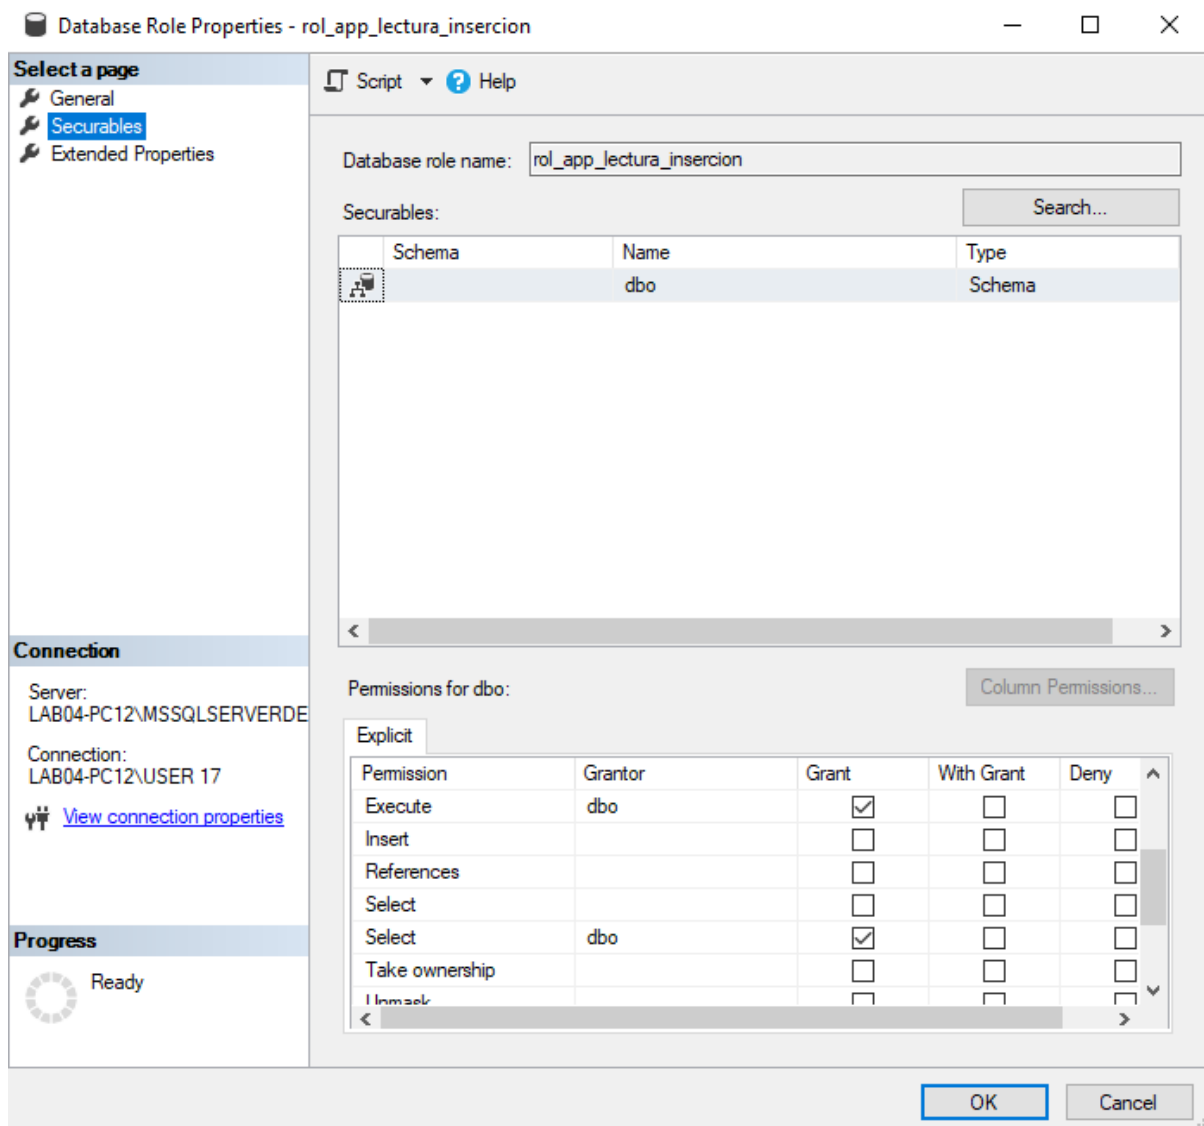 Database Role Properties - rol_app_lectura_insercion
Select a page
General
Securables
Extended Properties
Script
Help
Database role name: rol_app_lectura_insercion
Securables:
Search...
Schema Name Type
dbo Schema
Connection
Server:
LAB04-PC12\MSSQLSERVERDE
Connection:
LAB04-PC12\USER 17
View connection properties
Progress
Ready
Permissions for dbo:
Column Permissions...
Explicit
Permission Grantor Grant With Grant Deny
Execute dbo
Insert
References
Select
Select dbo
Take ownership
Unmask
OK
Cancel